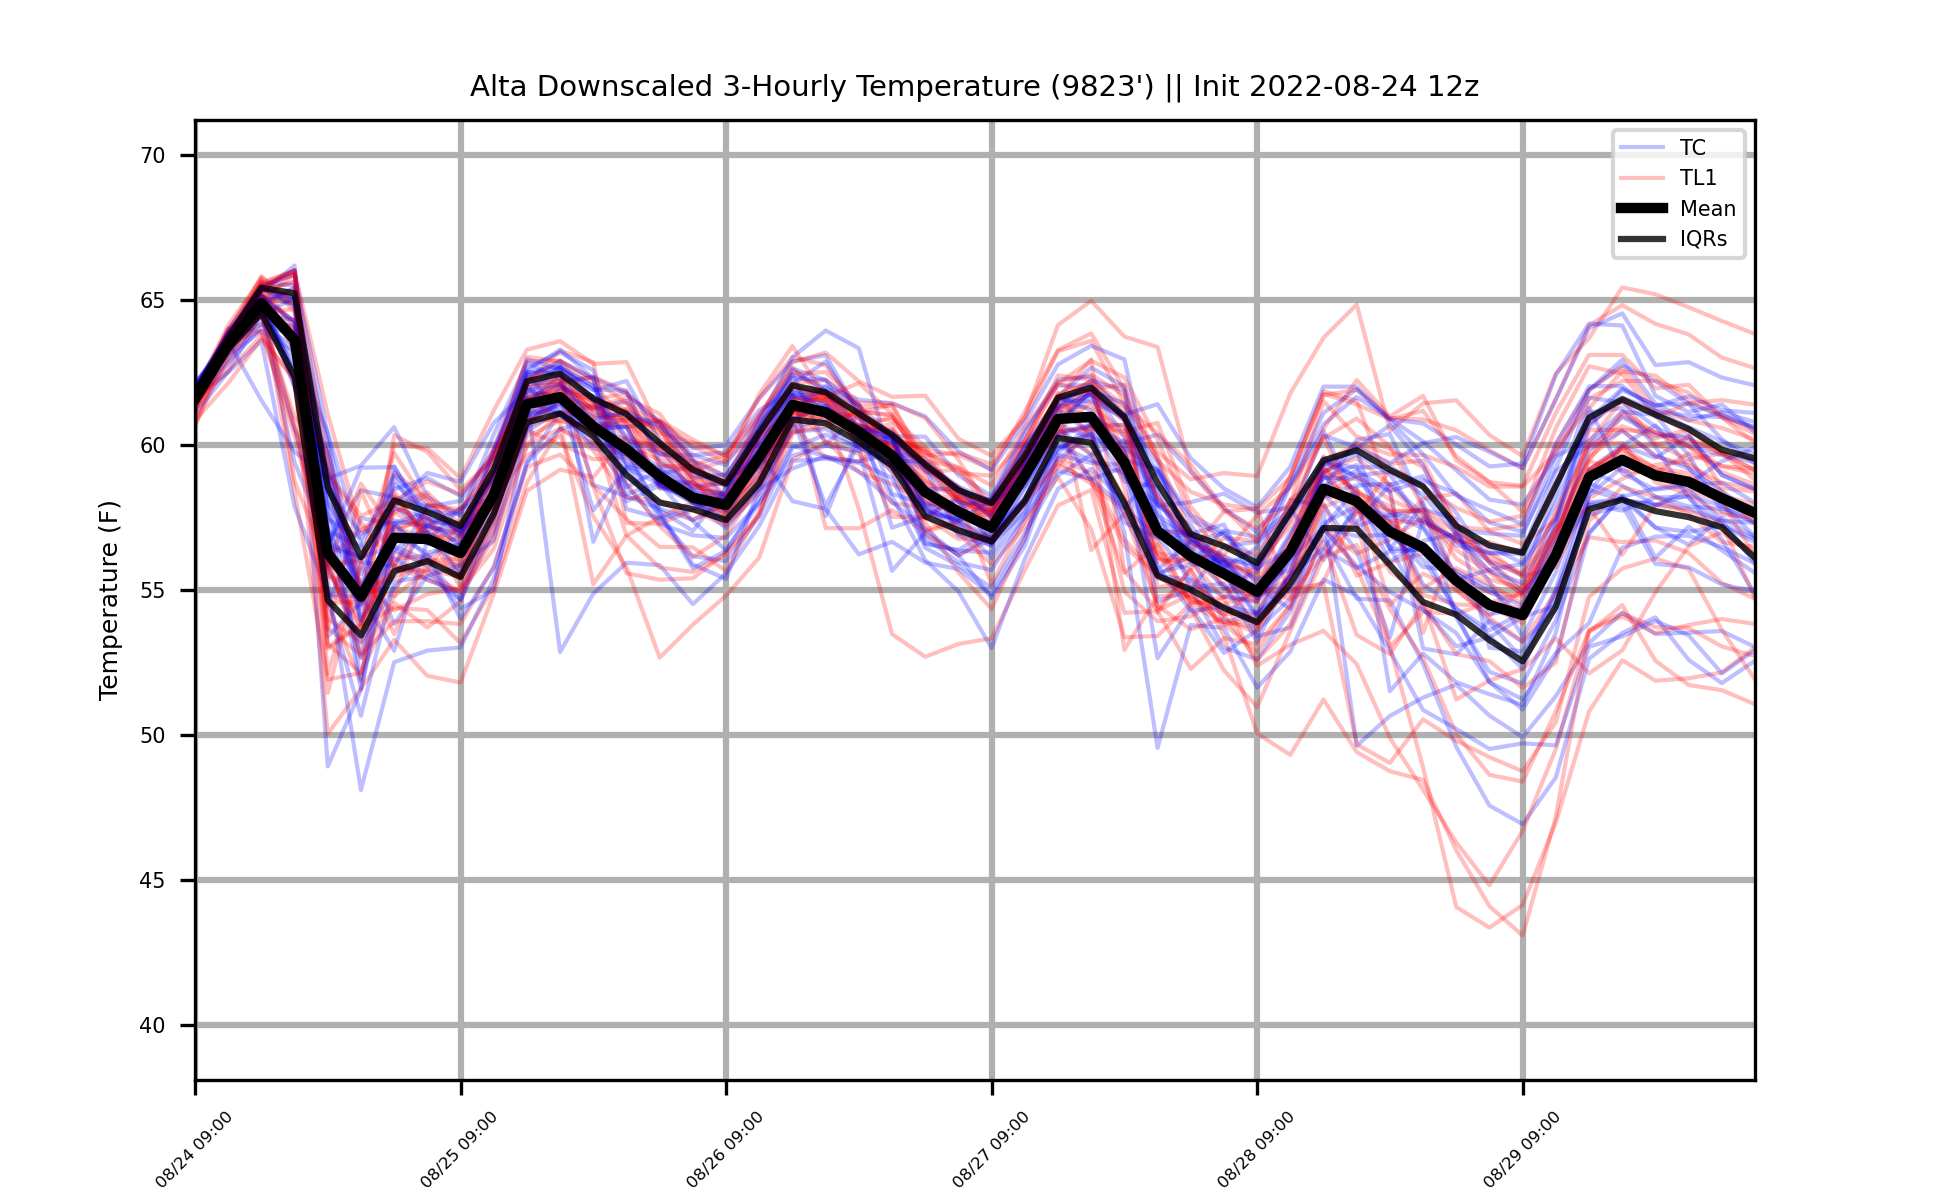 Alta Downscaled 3-Hourly Temperature (9823') || Init 2022-08-24 12z
TC
TL1
Mean
IQRs
Temperature (F)
70
65
60
55
50
45
40
08/24 09:00
08/25 09:00
08/26 09:00
08/27 09:00
08/28 09:00
08/29 09:00